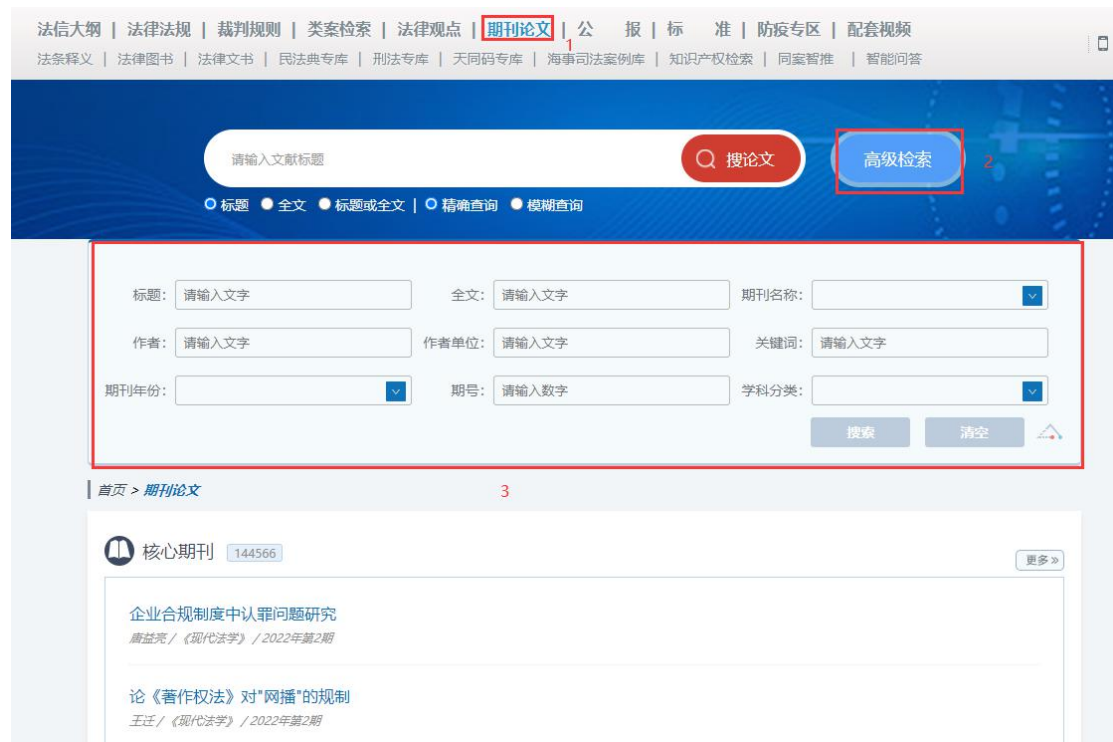 法信大纲 | 法律法规 | 裁判规则 | 类案检索 | 法律观点 | 期刊论文 | 公 报 | 标 准 | 防疫专区 | 配套视频
1
法条释义 | 法律图书 | 法律文书 | 民法典专库 | 刑法专库 | 天同码专库 | 海事司法案例库 | 知识产权检索 | 同案智推 | 智能问答
请输入文献标题 搜论文 高级检索 2
标题 全文 标题或全文 | 精确查询 模糊查询
标题: 请输入文字 全文: 请输入文字 期刊名称:
作者: 请输入文字 作者单位: 请输入文字 关键词: 请输入文字
期刊年份: 期号: 请输入数字 学科分类:
搜索 清空
首页 > 期刊论文 3
核心期刊 144566 更多»
企业合规制度中认罪问题研究
唐益亮 / 《现代法学》 / 2022年第2期
论《著作权法》对"网播"的规制
王迁 / 《现代法学》 / 2022年第2期